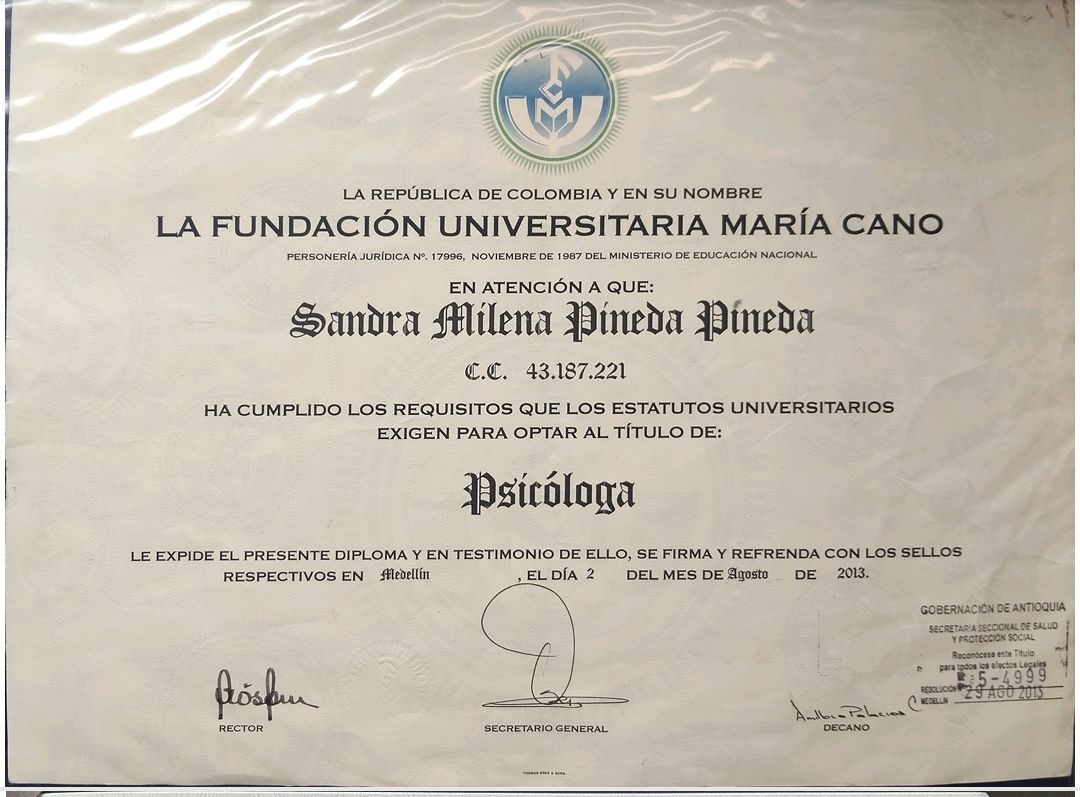 FCMU
LA REPÚBLICA DE COLOMBIA Y EN SU NOMBRE
LA FUNDACIÓN UNIVERSITARIA MARÍA CANO
PERSONERÍA JURÍDICA Nº. 17996, NOVIEMBRE DE 1987 DEL MINISTERIO DE EDUCACIÓN NACIONAL
EN ATENCIÓN A QUE:
Sandra Milena Pineda Pineda
C.C. 43.187.221
HA CUMPLIDO LOS REQUISITOS QUE LOS ESTATUTOS UNIVERSITARIOS
EXIGEN PARA OPTAR AL TÍTULO DE:
Psicóloga
LE EXPIDE EL PRESENTE DIPLOMA Y EN TESTIMONIO DE ELLO, SE FIRMA Y REFRENDA CON LOS SELLOS
RESPECTIVOS EN Medellín , EL DÍA 2 DEL MES DE Agosto DE 2013.
GOBERNACIÓN DE ANTIOQUIA
SECRETARÍA SECCIONAL DE SALUD
Y PROTECCIÓN SOCIAL
Reconócese este Título
para todos los efectos Legales
RESOLUCIÓN 5-4999
MEDELLÍN 29 AGO 2013
RECTOR
SECRETARIO GENERAL
DECANO